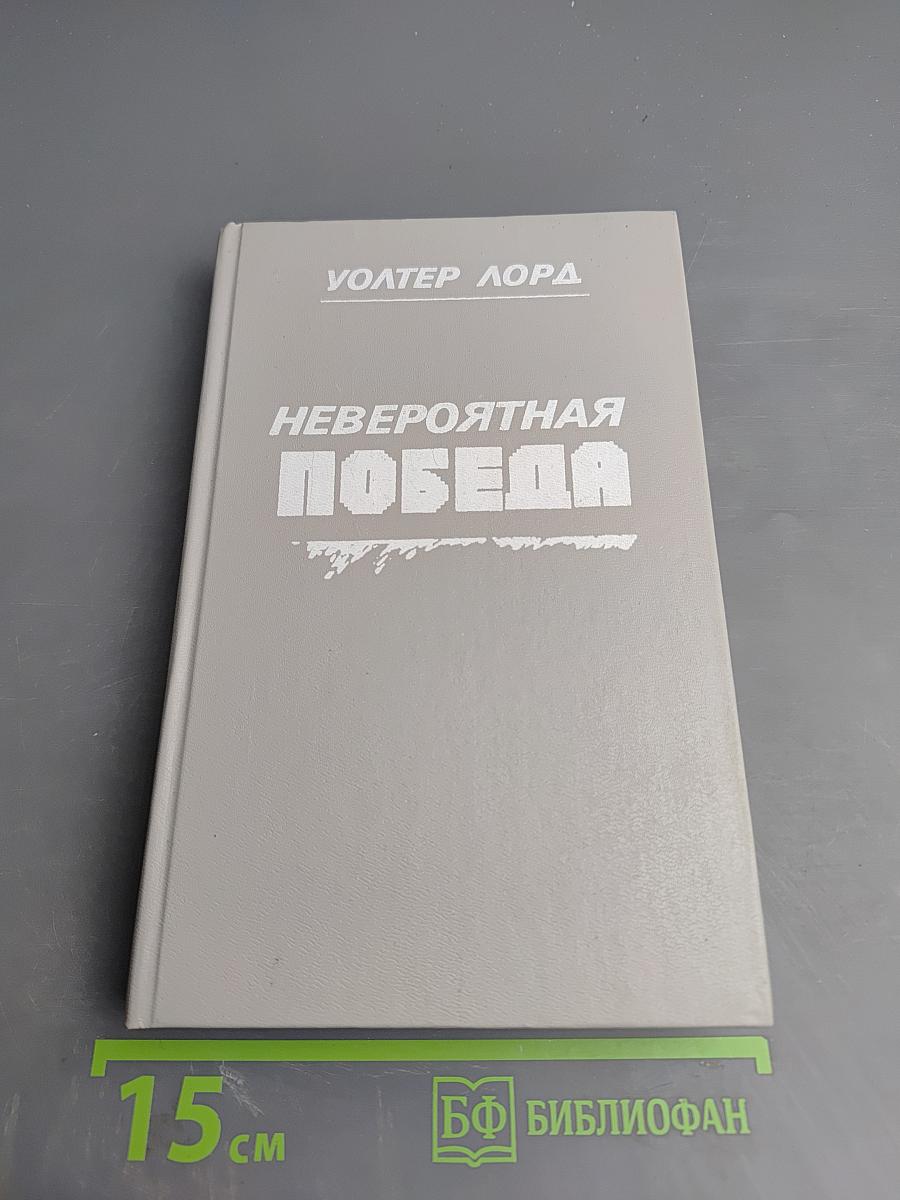 УОЛТЕР ЛОРД
НЕВЕРОЯТНАЯ
ПОБЕДА
15 см
БФ БИБЛИОФАН